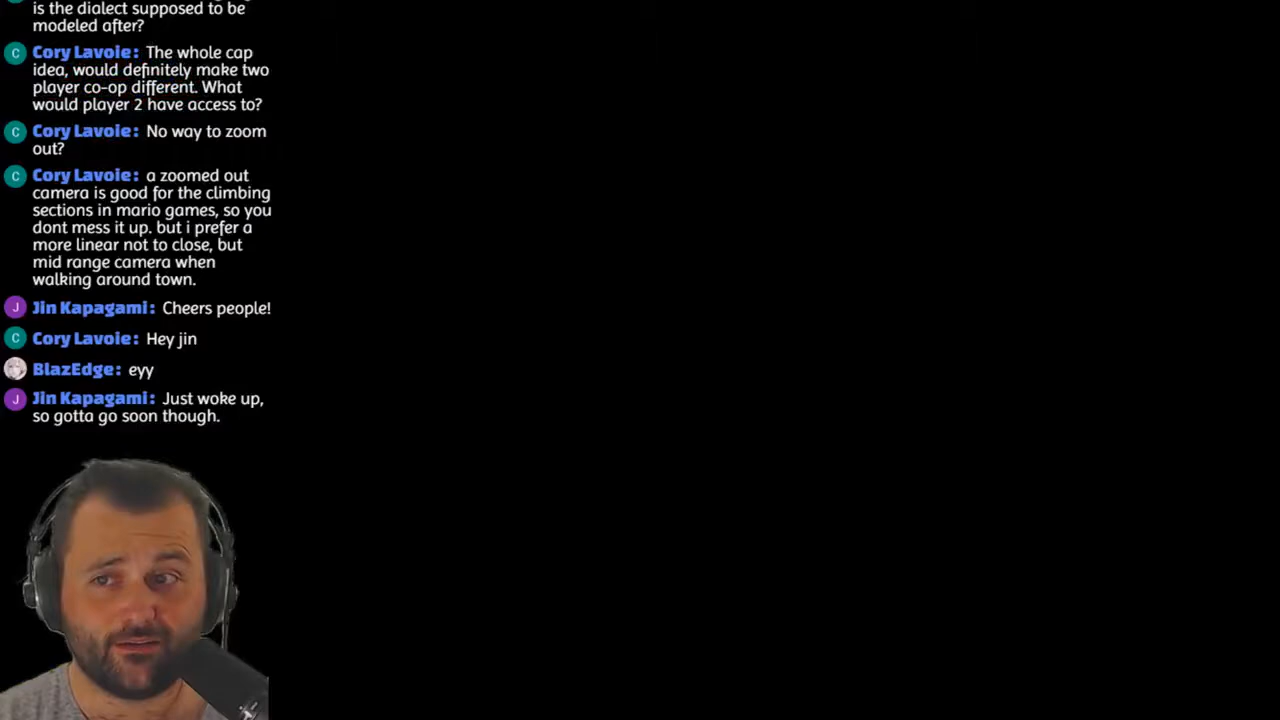 is the dialect supposed to be
modeled after?
C Cory Lavoie: The whole cap
idea, would definitely make two
player co-op different. What
would player 2 have access to?
C Cory Lavoie: No way to zoom
out?
C Cory Lavoie: a zoomed out
camera is good for the climbing
sections in mario games, so you
dont mess it up. but i prefer a
more linear not to close, but
mid range camera when
walking around town.
J Jin Kapagami: Cheers people!
C Cory Lavoie: Hey jin
BlazEdge: eyy
J Jin Kapagami: Just woke up,
so gotta go soon though.